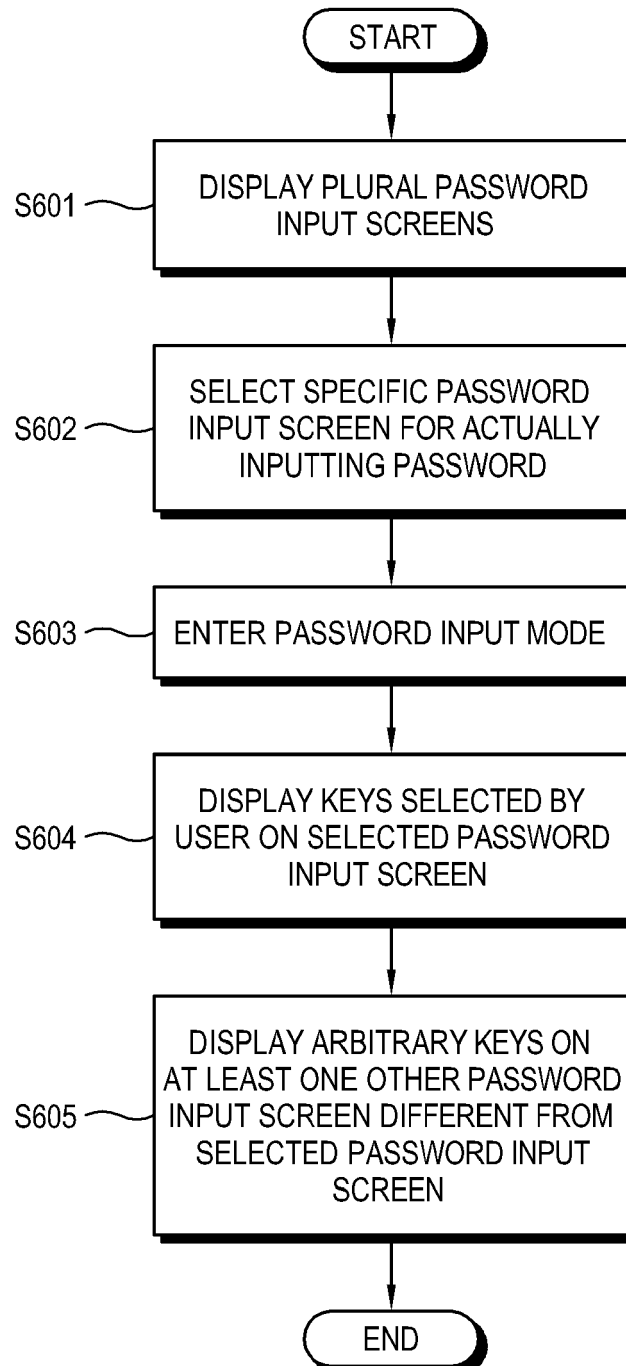 START
S601
DISPLAY PLURAL PASSWORD
INPUT SCREENS
S602
SELECT SPECIFIC PASSWORD
INPUT SCREEN FOR ACTUALLY
INPUTTING PASSWORD
S603
ENTER PASSWORD INPUT MODE
S604
DISPLAY KEYS SELECTED BY
USER ON SELECTED PASSWORD
INPUT SCREEN
S605
DISPLAY ARBITRARY KEYS ON
AT LEAST ONE OTHER PASSWORD
INPUT SCREEN DIFFERENT FROM
SELECTED PASSWORD INPUT
SCREEN
END